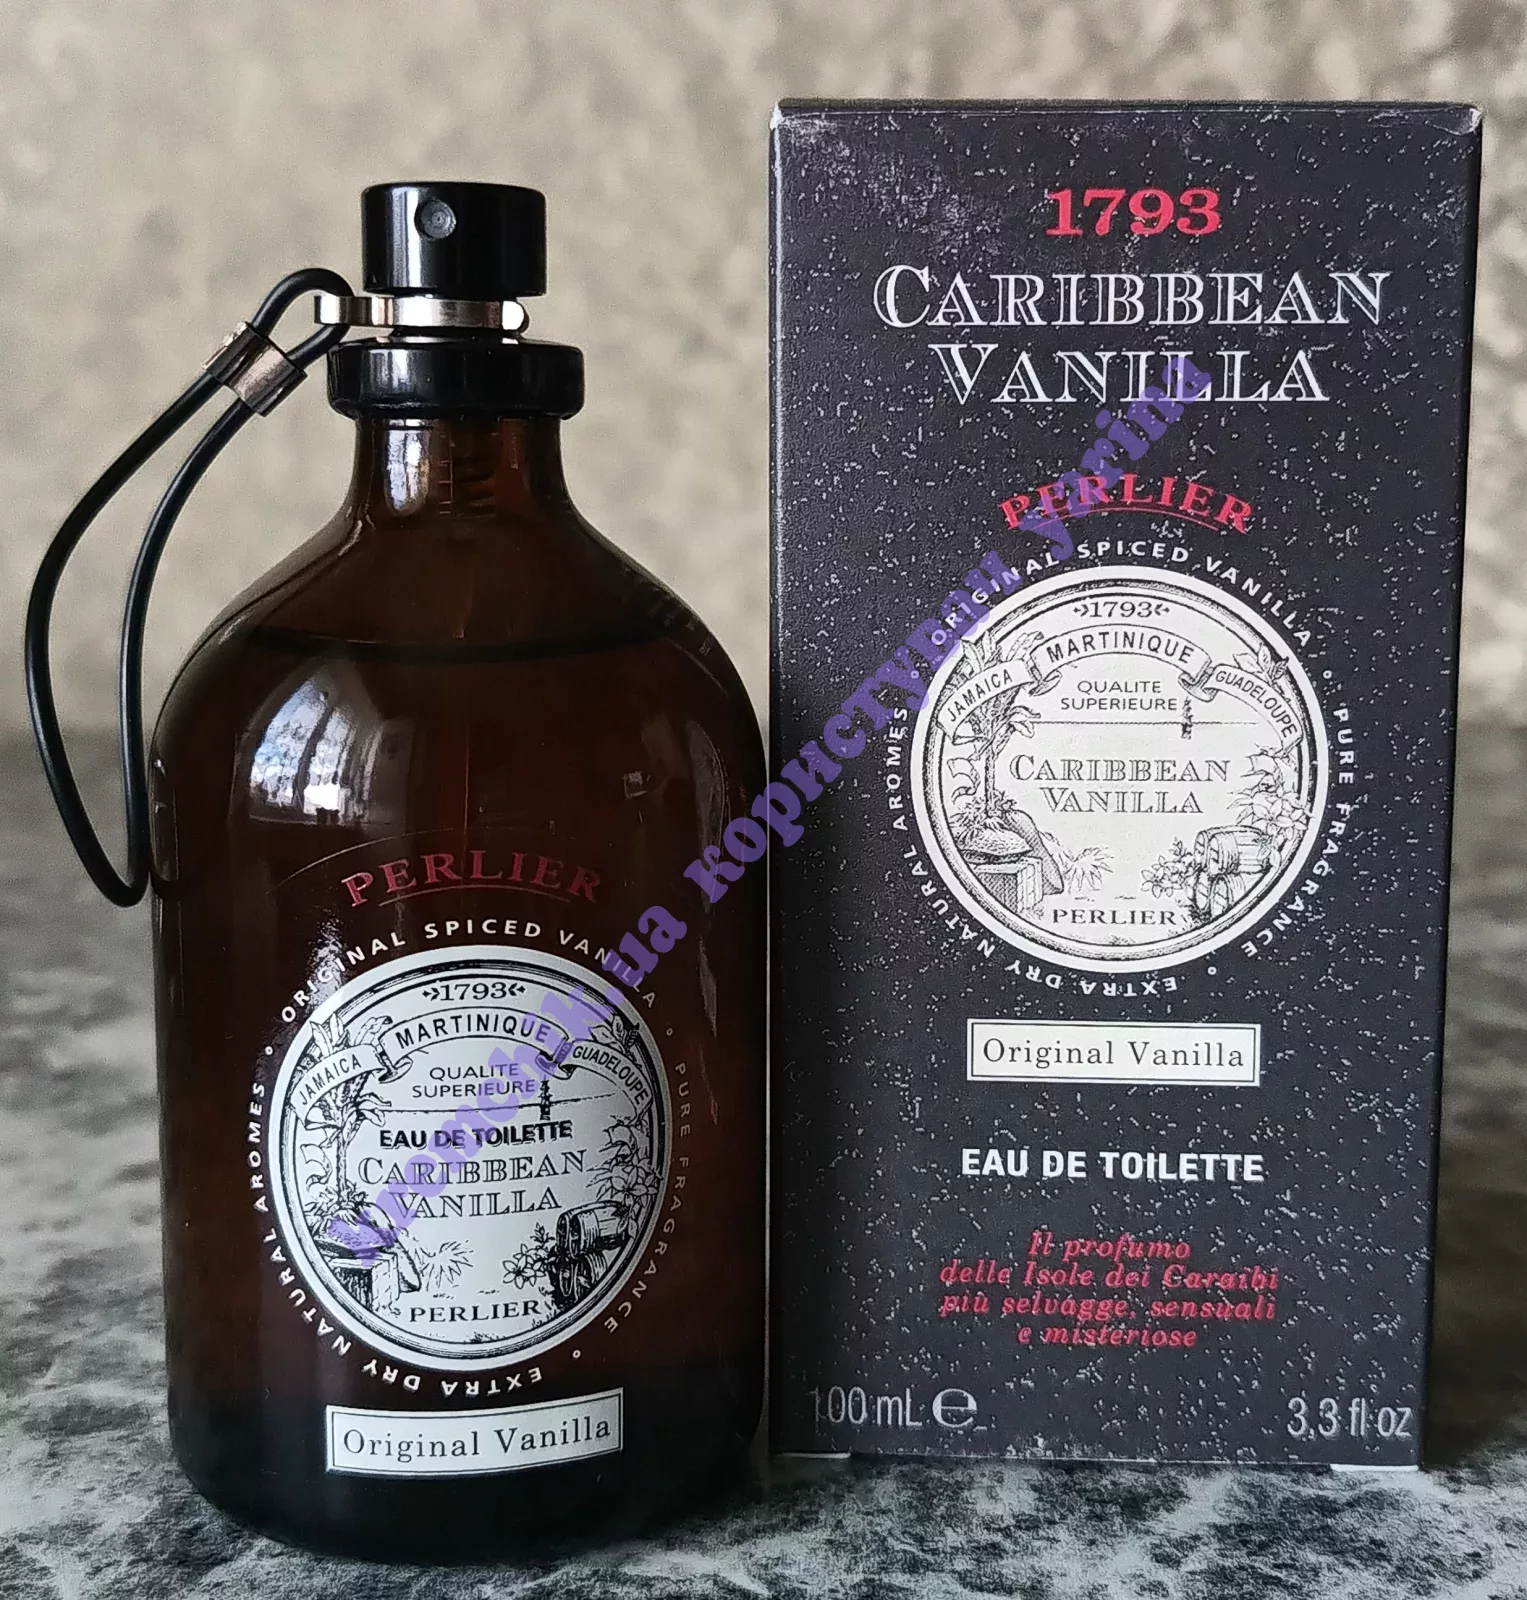 PERLIER
ORIGINAL SPICED VANILLA ° PURE FRAGRANCE ° EXTRA DRY NATURAL AROMES °
1793
JAMAICA MARTINIQUE GUADELOUPE
QUALITE
SUPERIEURE
EAU DE TOILETTE
CARIBBEAN
VANILLA
PERLIER
Original Vanilla
1793
CARIBBEAN
VANILLA
PERLIER
ORIGINAL SPICED VANILLA ° PURE FRAGRANCE ° EXTRA DRY NATURAL AROMES °
1793
JAMAICA MARTINIQUE GUADELOUPE
QUALITE
SUPERIEURE
CARIBBEAN
VANILLA
PERLIER
Original Vanilla
EAU DE TOILETTE
Il profumo
delle Isole dei Caraibi
più selvagge, sensuali
e misteriose
100 mL ℮ 3,3 fl oz
користувач yarina